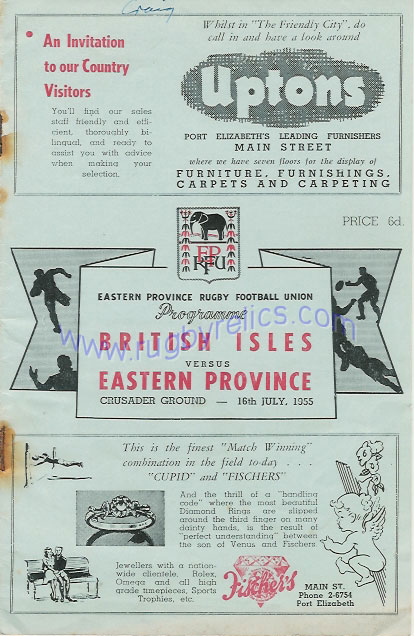 Craig
Whilst in "The Friendly City", do
call in and have a look around
An Invitation
to our Country
Visitors
You'll find our sales
staff friendly and effi-
cient, thoroughly bi-
lingual, and ready to
assist you with advice
when making your
selection.
Uptons
PORT ELIZABETH'S LEADING FURNISHERS
MAIN STREET
where we have seven floors for the display of
FURNITURE, FURNISHINGS,
CARPETS AND CARPETING
PRICE 6d.
EP
RFU
EASTERN PROVINCE RUGBY FOOTBALL UNION
Programme
BRITISH ISLES
www.rugbyrelics.com
VERSUS
EASTERN PROVINCE
CRUSADER GROUND — 16th JULY, 1955
This is the finest "Match Winning"
combination in the field to-day . . .
"CUPID" and "FISCHERS"
And the thrill of a "handling
code" where the most beautiful
Diamond Rings are slipped
around the third finger on many
dainty hands, is the result of
"perfect understanding" between
the son of Venus and Fischers
Jewellers with a nation-
wide clientele. Rolex,
Omega and all high
grade timepieces, Sports
Trophies, etc.
Fischer's
MAIN ST.
Phone 2-6754
Port Elizabeth